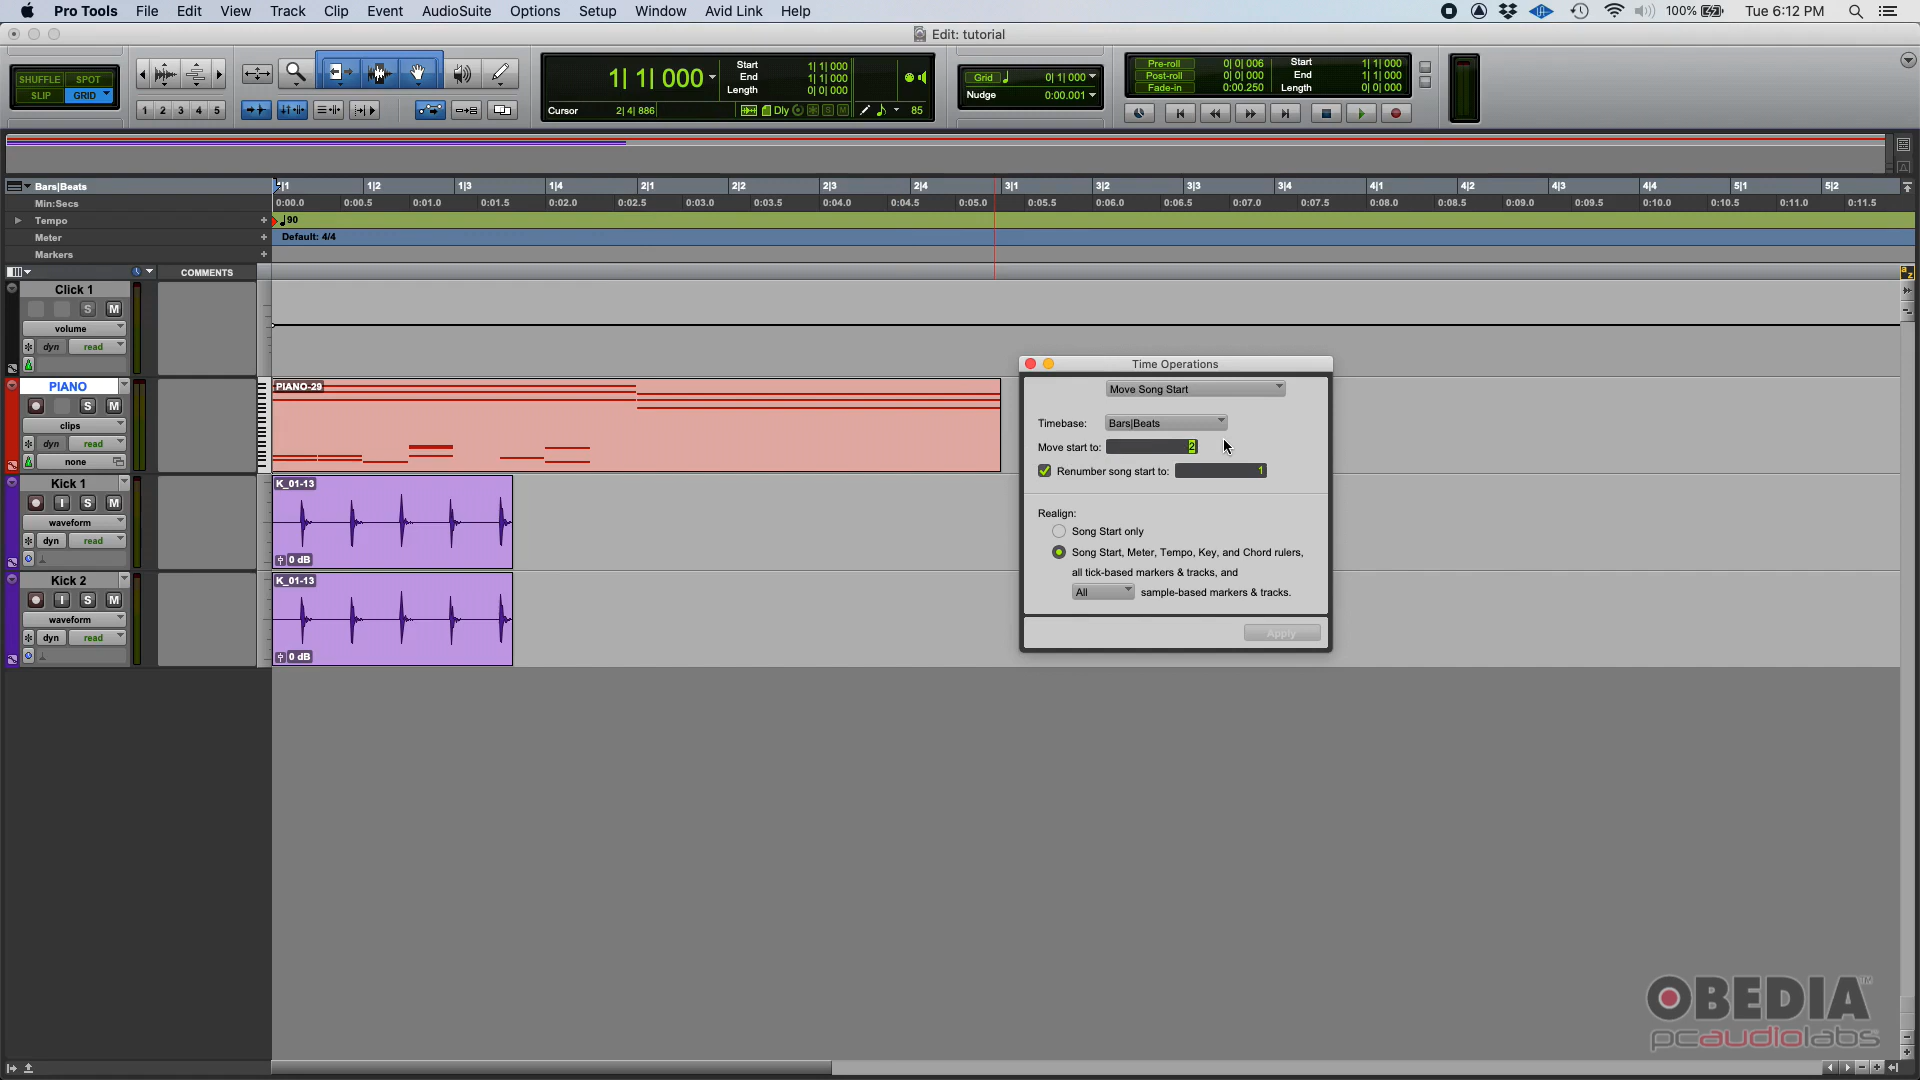 Pro Tools File Edit View Track Clip Event AudioSuite Options Setup Window Avid Link Help 100% Tue 6:12 PM
Edit: tutorial
SHUFFLE SPOT
SLIP GRID
1 2 3 4 5
1| 1| 000
Start 1| 1| 000
End 1| 1| 000
Length 0| 0| 000
Cursor 2| 4| 886 Dly S M 85
Grid 0| 1| 000
Nudge 0:00.001
Pre-roll 0| 0| 006 Start 1| 1| 000
Post-roll 0| 0| 000 End 1| 1| 000
Fade-in 0:00.250 Length 0| 0| 000
Bars|Beats 1|1 1|2 1|3 1|4 2|1 2|2 2|3 2|4 3|1 3|2 3|3 3|4 4|1 4|2 4|3 4|4 5|1 5|2
Min:Secs 0:00.0 0:00.5 0:01.0 0:01.5 0:02.0 0:02.5 0:03.0 0:03.5 0:04.0 0:04.5 0:05.0 0:05.5 0:06.0 0:06.5 0:07.0 0:07.5 0:08.0 0:08.5 0:09.0 0:09.5 0:10.0 0:10.5 0:11.0 0:11.5
Tempo + 90
Meter + Default: 4/4
Markers +
COMMENTS
a z
Click 1
S M
volume
dyn read
PIANO
S M
clips
dyn read
none
PIANO-29
Kick 1
I S M
waveform
dyn read
K_01-13
0 dB
Kick 2
I S M
waveform
dyn read
K_01-13
0 dB
Time Operations
Move Song Start
Timebase: Bars|Beats
Move start to: 2
Renumber song start to: 1
Realign:
Song Start only
Song Start, Meter, Tempo, Key, and Chord rulers,
all tick-based markers & tracks, and
All sample-based markers & tracks.
Apply
OBEDIA™
pcaudiolabs